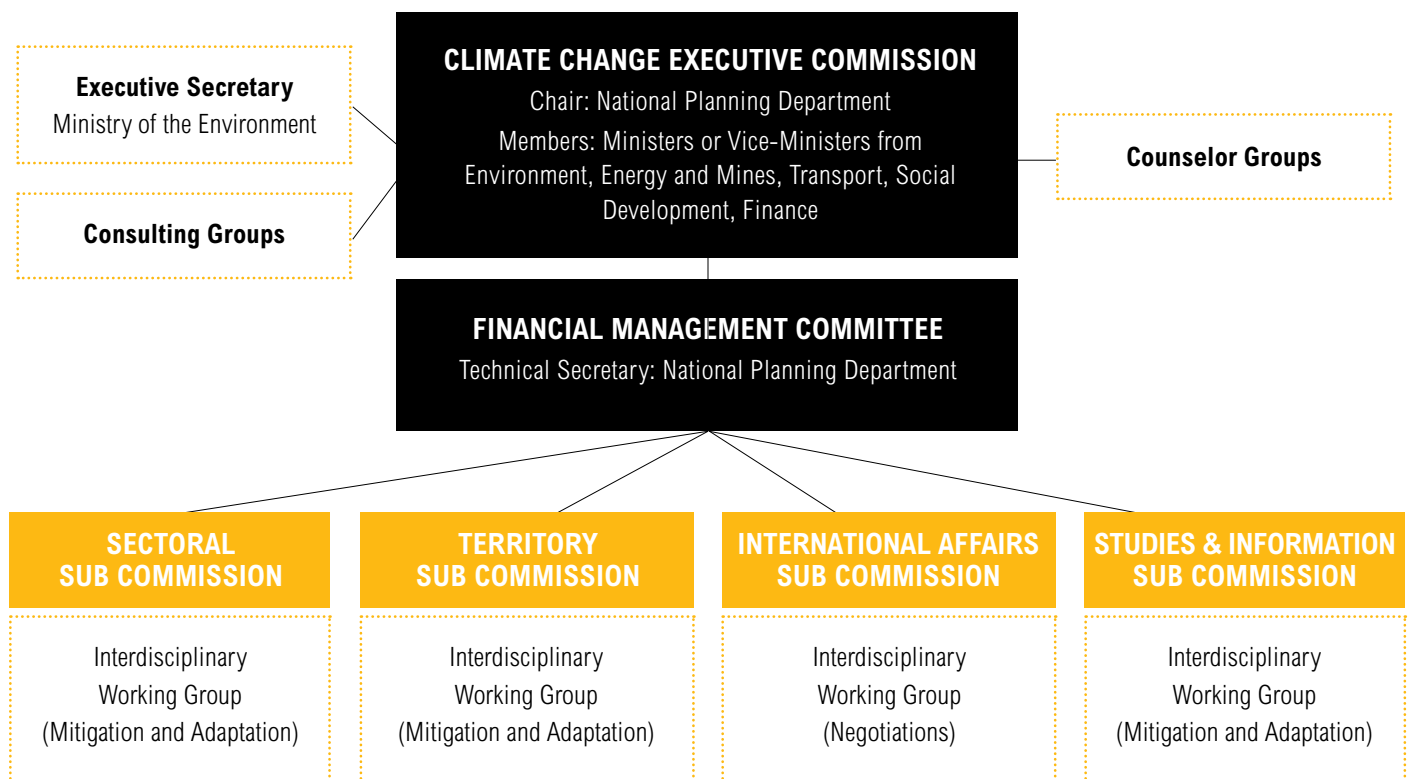 CLIMATE CHANGE EXECUTIVE COMMISSION
Chair: National Planning Department
Members: Ministers or Vice-Ministers from
Environment, Energy and Mines, Transport, Social
Development, Finance
Executive Secretary
Ministry of the Environment
Consulting Groups
Counselor Groups
FINANCIAL MANAGEMENT COMMITTEE
Technical Secretary: National Planning Department
SECTORAL
SUB COMMISSION
Interdisciplinary
Working Group
(Mitigation and Adaptation)
TERRITORY
SUB COMMISSION
Interdisciplinary
Working Group
(Mitigation and Adaptation)
INTERNATIONAL AFFAIRS
SUB COMMISSION
Interdisciplinary
Working Group
(Negotiations)
STUDIES & INFORMATION
SUB COMMISSION
Interdisciplinary
Working Group
(Mitigation and Adaptation)